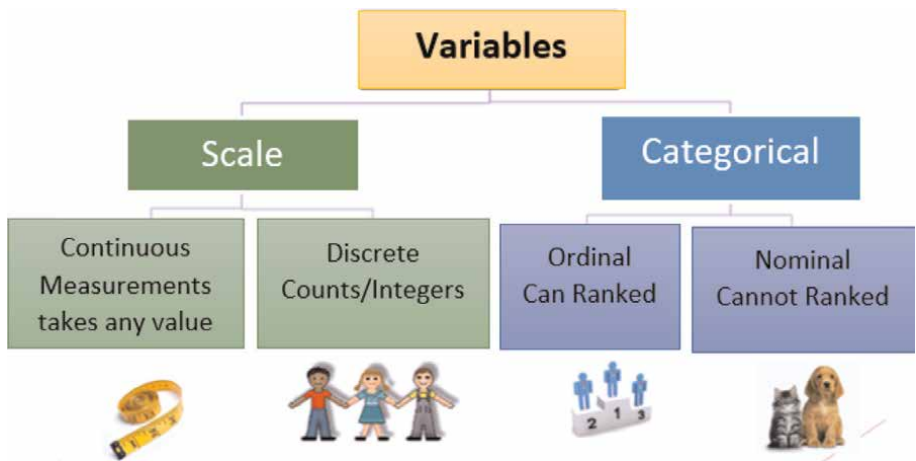 Variables
Scale
Categorical
Continuous
Measurements
takes any value
Discrete
Counts/Integers
Ordinal
Can Ranked
Nominal
Cannot Ranked
2 1 3